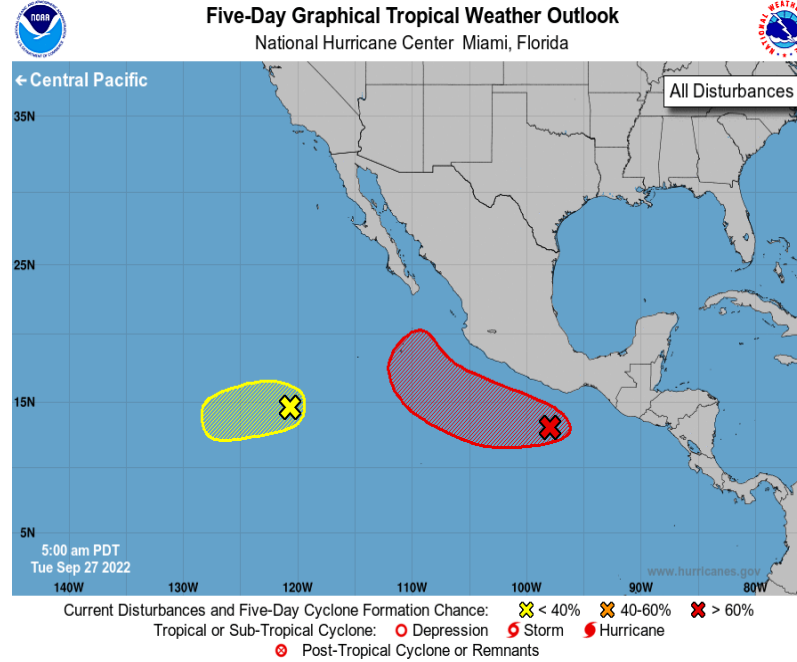 Five-Day Graphical Tropical Weather Outlook
National Hurricane Center Miami, Florida
NOAA
← Central Pacific
All Disturbances
35N
25N
15N
5N
5:00 am PDT
Tue Sep 27 2022
www.hurricanes.gov
140W 130W 120W 110W 100W 90W 80W
Current Disturbances and Five-Day Cyclone Formation Chance: < 40% 40-60% > 60%
Tropical or Sub-Tropical Cyclone: Depression Storm Hurricane
Post-Tropical Cyclone or Remnants